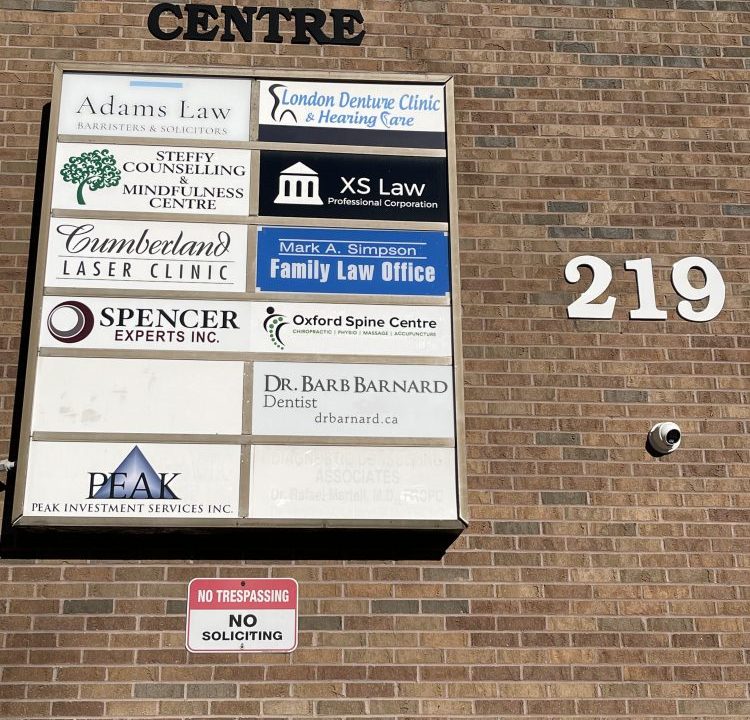 CENTRE
Adams Law
BARRISTERS & SOLICITORS
London Denture Clinic
& Hearing Care
STEFFY
COUNSELLING
&
MINDFULNESS
CENTRE
XS Law
Professional Corporation
Cumberland
LASER CLINIC
Mark A. Simpson
Family Law Office
SPENCER
EXPERTS INC.
Oxford Spine Centre
CHIROPRACTIC | PHYSIO | MASSAGE | ACCUPUNCTURE
DR. BARB BARNARD
Dentist
drbarnard.ca
PEAK
PEAK INVESTMENT SERVICES INC.
ASSOCIATES
219
NO TRESPASSING
NO
SOLICITING